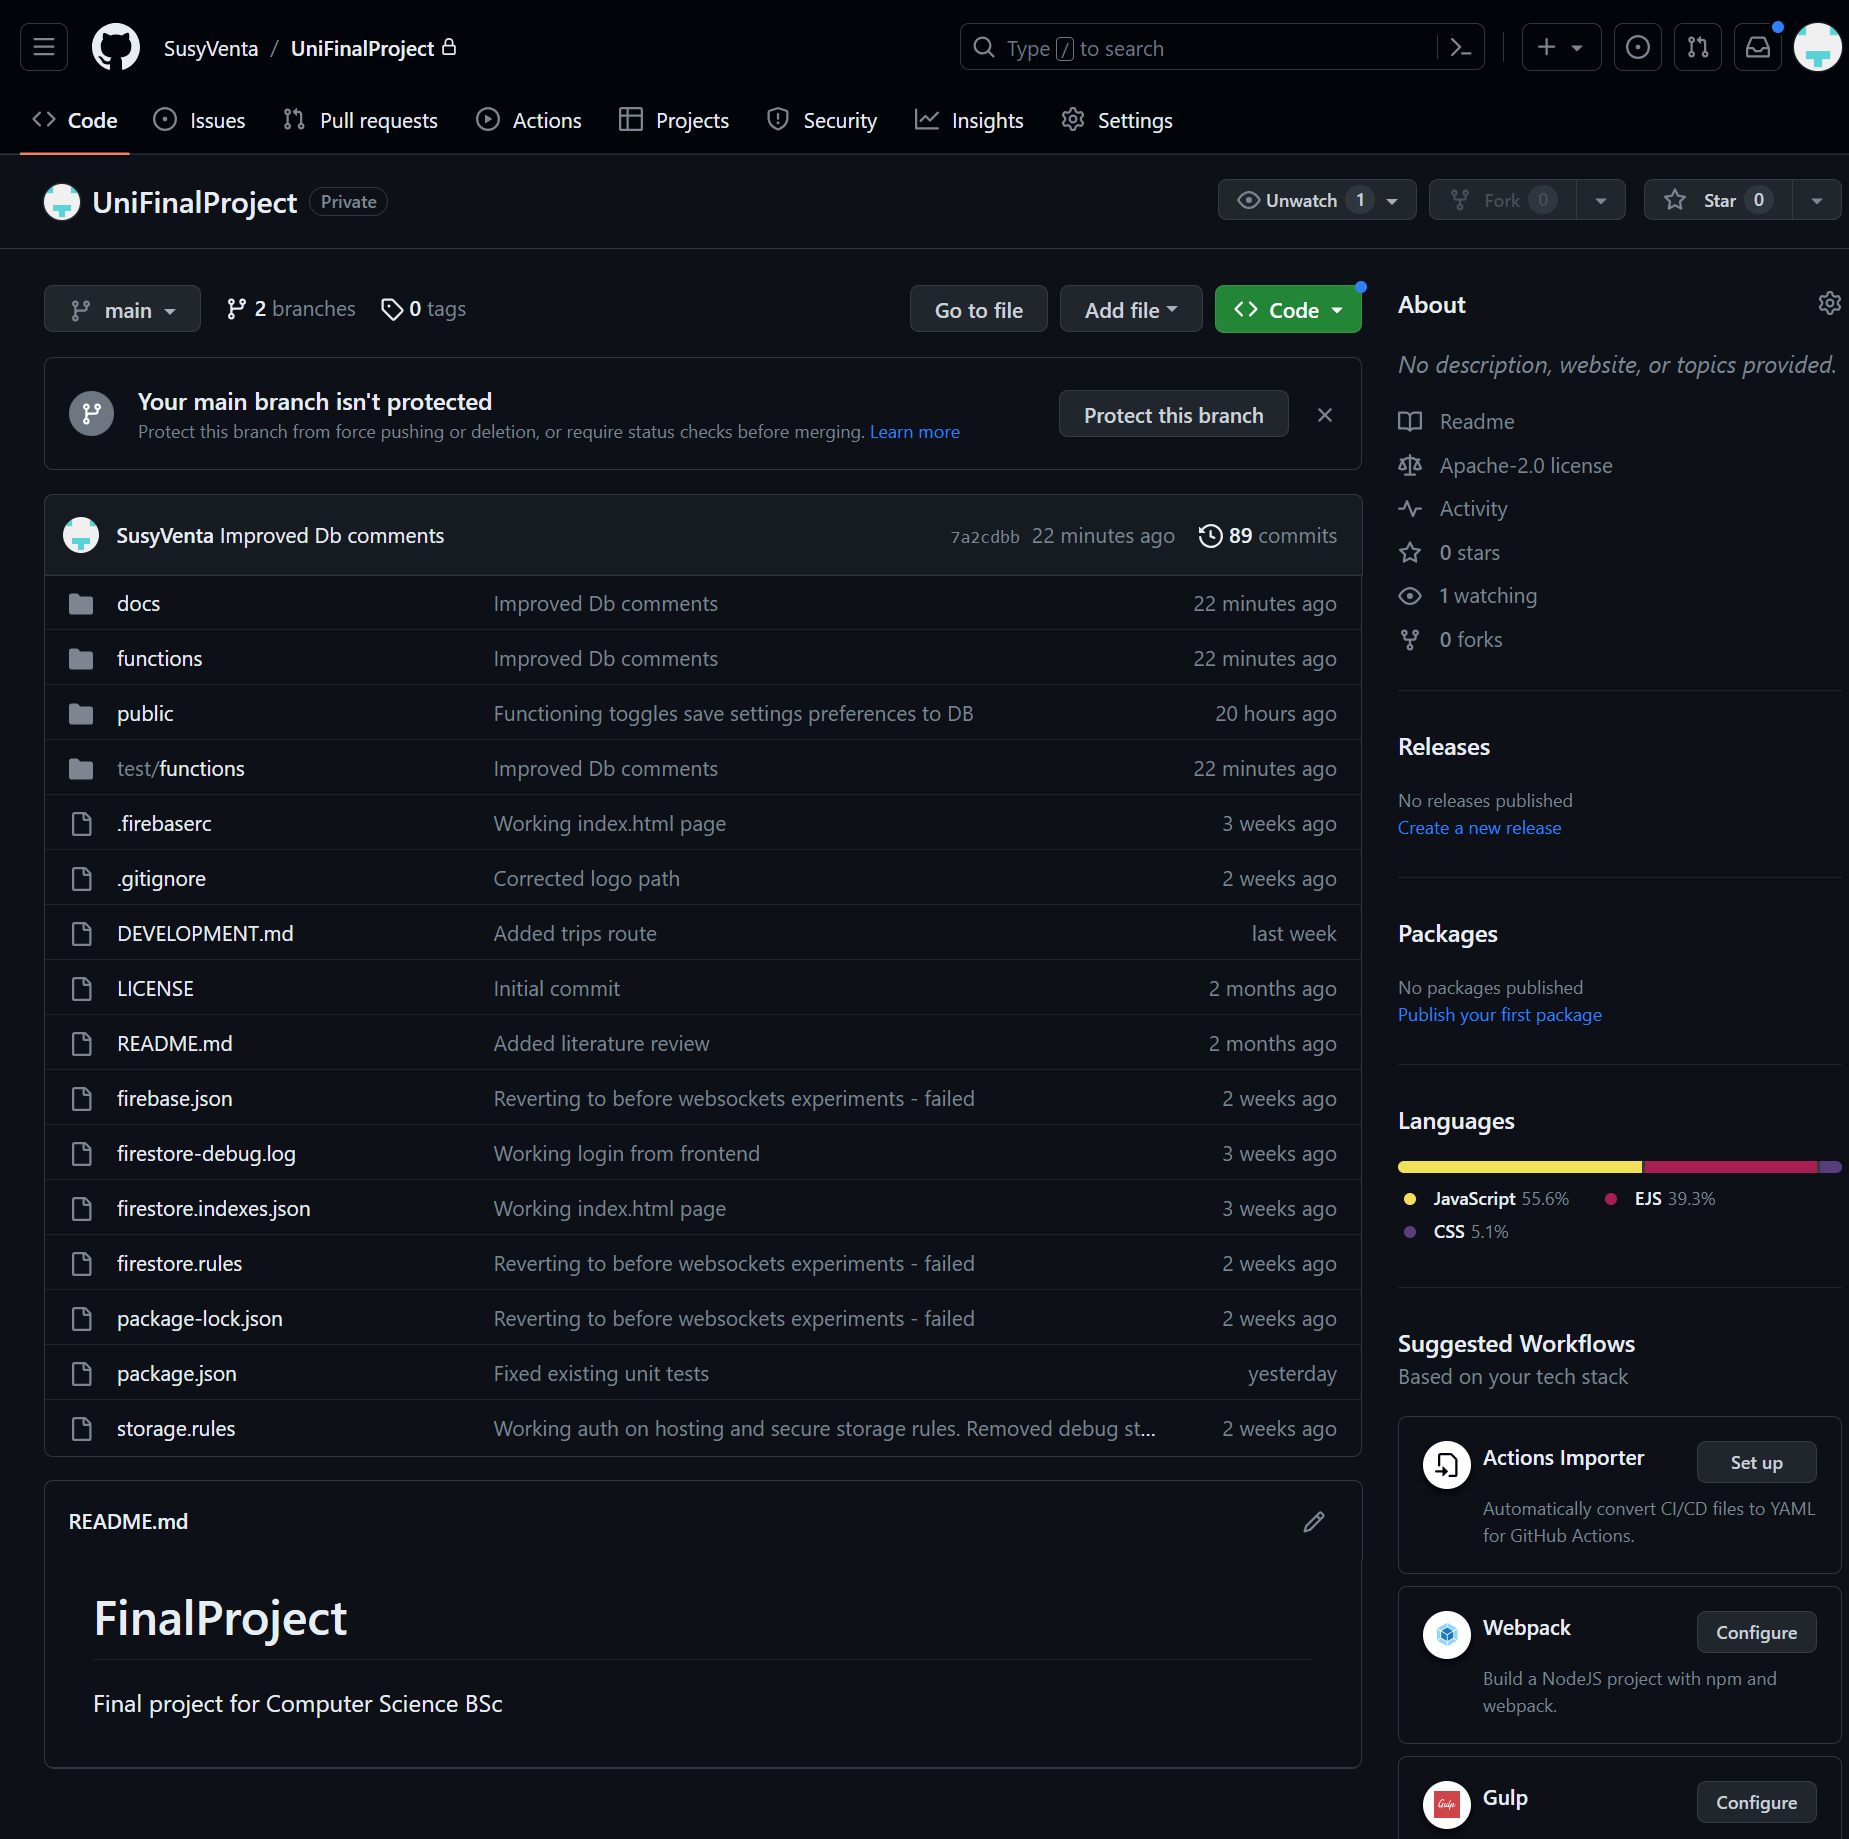 SusyVenta / UniFinalProject
Type / to search
Code Issues Pull requests Actions Projects Security Insights Settings
UniFinalProject Private
Unwatch 1 Fork 0 Star 0
main 2 branches 0 tags
Go to file Add file Code
Your main branch isn't protected
Protect this branch from force pushing or deletion, or require status checks before merging. Learn more
Protect this branch
SusyVenta Improved Db comments 7a2cdbb 22 minutes ago 89 commits
docs Improved Db comments 22 minutes ago
functions Improved Db comments 22 minutes ago
public Functioning toggles save settings preferences to DB 20 hours ago
test/functions Improved Db comments 22 minutes ago
.firebaserc Working index.html page 3 weeks ago
.gitignore Corrected logo path 2 weeks ago
DEVELOPMENT.md Added trips route last week
LICENSE Initial commit 2 months ago
README.md Added literature review 2 months ago
firebase.json Reverting to before websockets experiments - failed 2 weeks ago
firestore-debug.log Working login from frontend 3 weeks ago
firestore.indexes.json Working index.html page 3 weeks ago
firestore.rules Reverting to before websockets experiments - failed 2 weeks ago
package-lock.json Reverting to before websockets experiments - failed 2 weeks ago
package.json Fixed existing unit tests yesterday
storage.rules Working auth on hosting and secure storage rules. Removed debug st... 2 weeks ago
README.md
FinalProject
Final project for Computer Science BSc
About
No description, website, or topics provided.
Readme
Apache-2.0 license
Activity
0 stars
1 watching
0 forks
Releases
No releases published
Create a new release
Packages
No packages published
Publish your first package
Languages
JavaScript 55.6% EJS 39.3%
CSS 5.1%
Suggested Workflows
Based on your tech stack
Actions Importer Set up
Automatically convert CI/CD files to YAML
for GitHub Actions.
Webpack Configure
Build a NodeJS project with npm and
webpack.
Gulp
Gulp Configure